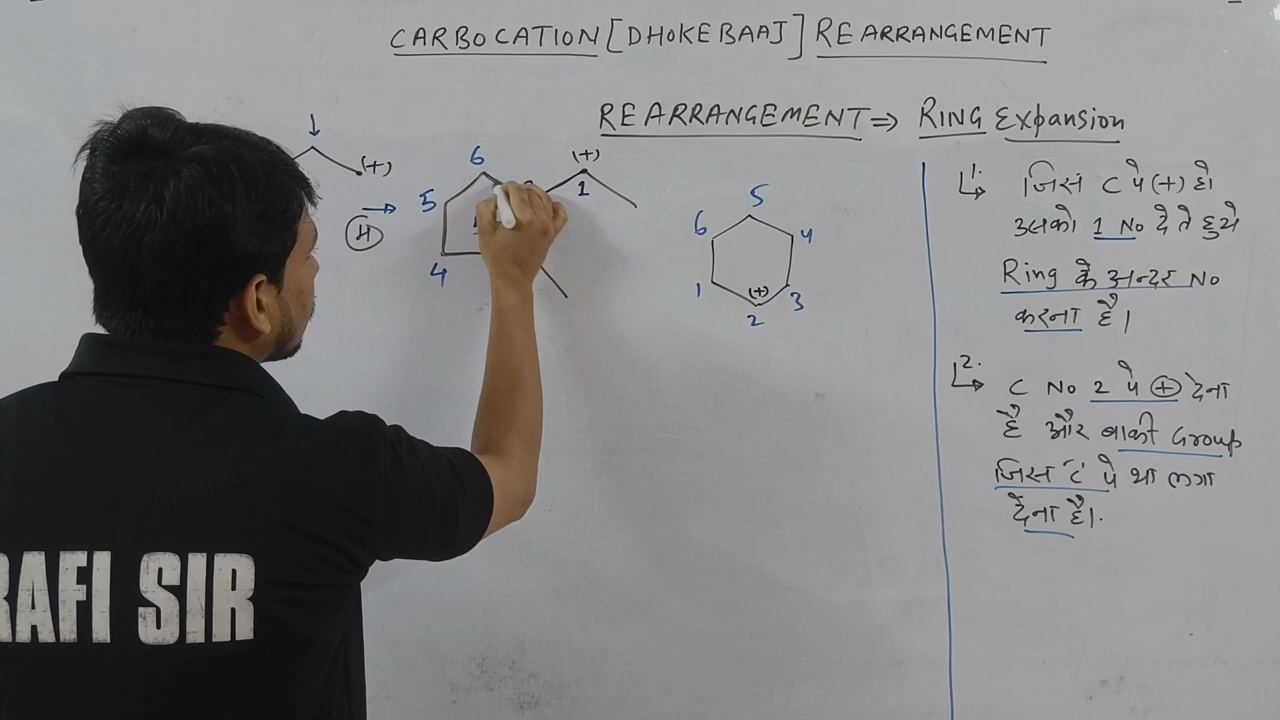 CARBOCATION [DHOKEBAAJ] REARRANGEMENT
REARRANGEMENT ⇒ RING Expansion
(+)
H
6
5
4
(+)
1
5
6
4
1
(+)
3
2
1. जिस C पे (+) हो
उसको 1 No देते हुये
Ring के अन्दर No
करना है।
2. C No 2 पे ⊕ देना
है और बाकी Group
जिस 'C' पे था लगा
देना है।
RAFI SIR